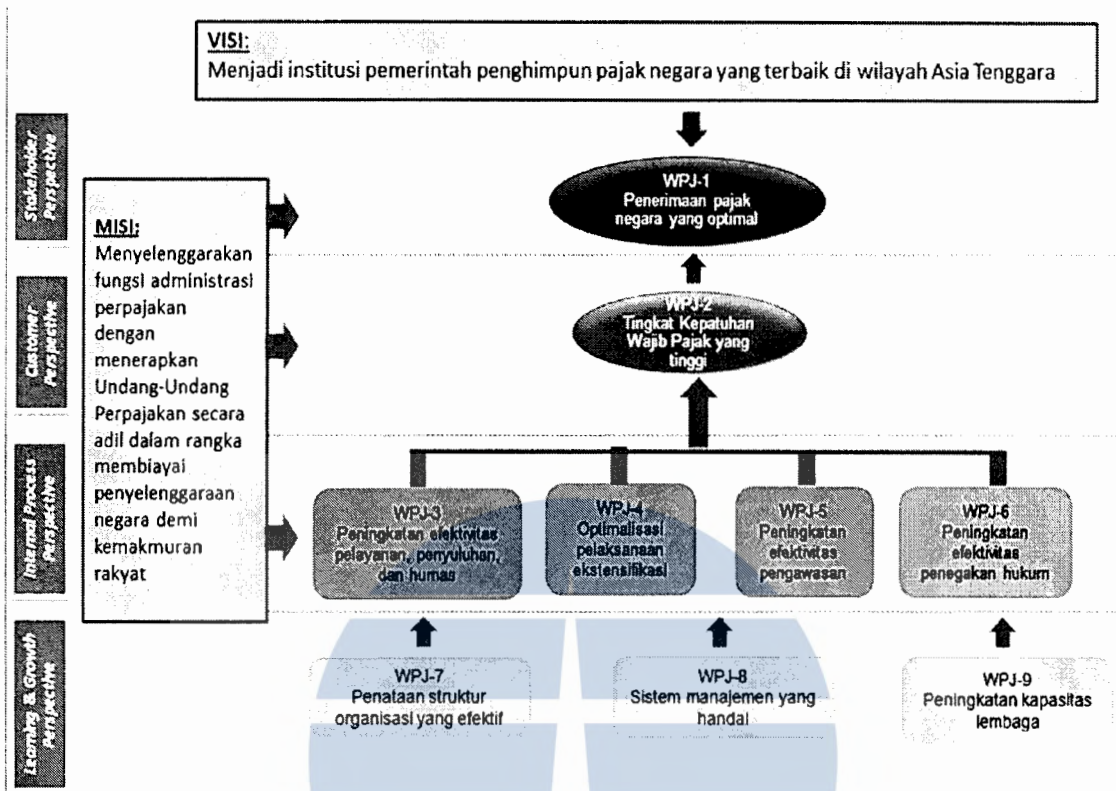 VISI:
Menjadi institusi pemerintah penghimpun pajak negara yang terbaik di wilayah Asia Tenggara
Stakeholder
Perspective
WPJ-1
Penerimaan pajak
negara yang optimal
MISI:
Menyelenggarakan
fungsi administrasi
perpajakan
dengan
menerapkan
Undang-Undang
Perpajakan secara
adil dalam rangka
membiayai
penyelenggaraan
negara demi
kemakmuran
rakyat
Customer
Perspective
WPJ-2
Tingkat Kepatuhan
Wajib Pajak yang
tinggi
Internal Process
Perspective
WPJ-3
Peningkatan efektivitas
pelayanan, penyuluhan,
dan humas
WPJ-4
Optimalisasi
pelaksanaan
ekstensifikasi
WPJ-5
Peningkatan
efektivitas
pengawasan
WPJ-6
Peningkatan
efektivitas
penegakan hukum
Learning & Growth
Perspective
WPJ-7
Penataan struktur
organisasi yang efektif
WPJ-8
Sistem manajemen yang
handal
WPJ-9
Peningkatan kapasitas
lembaga